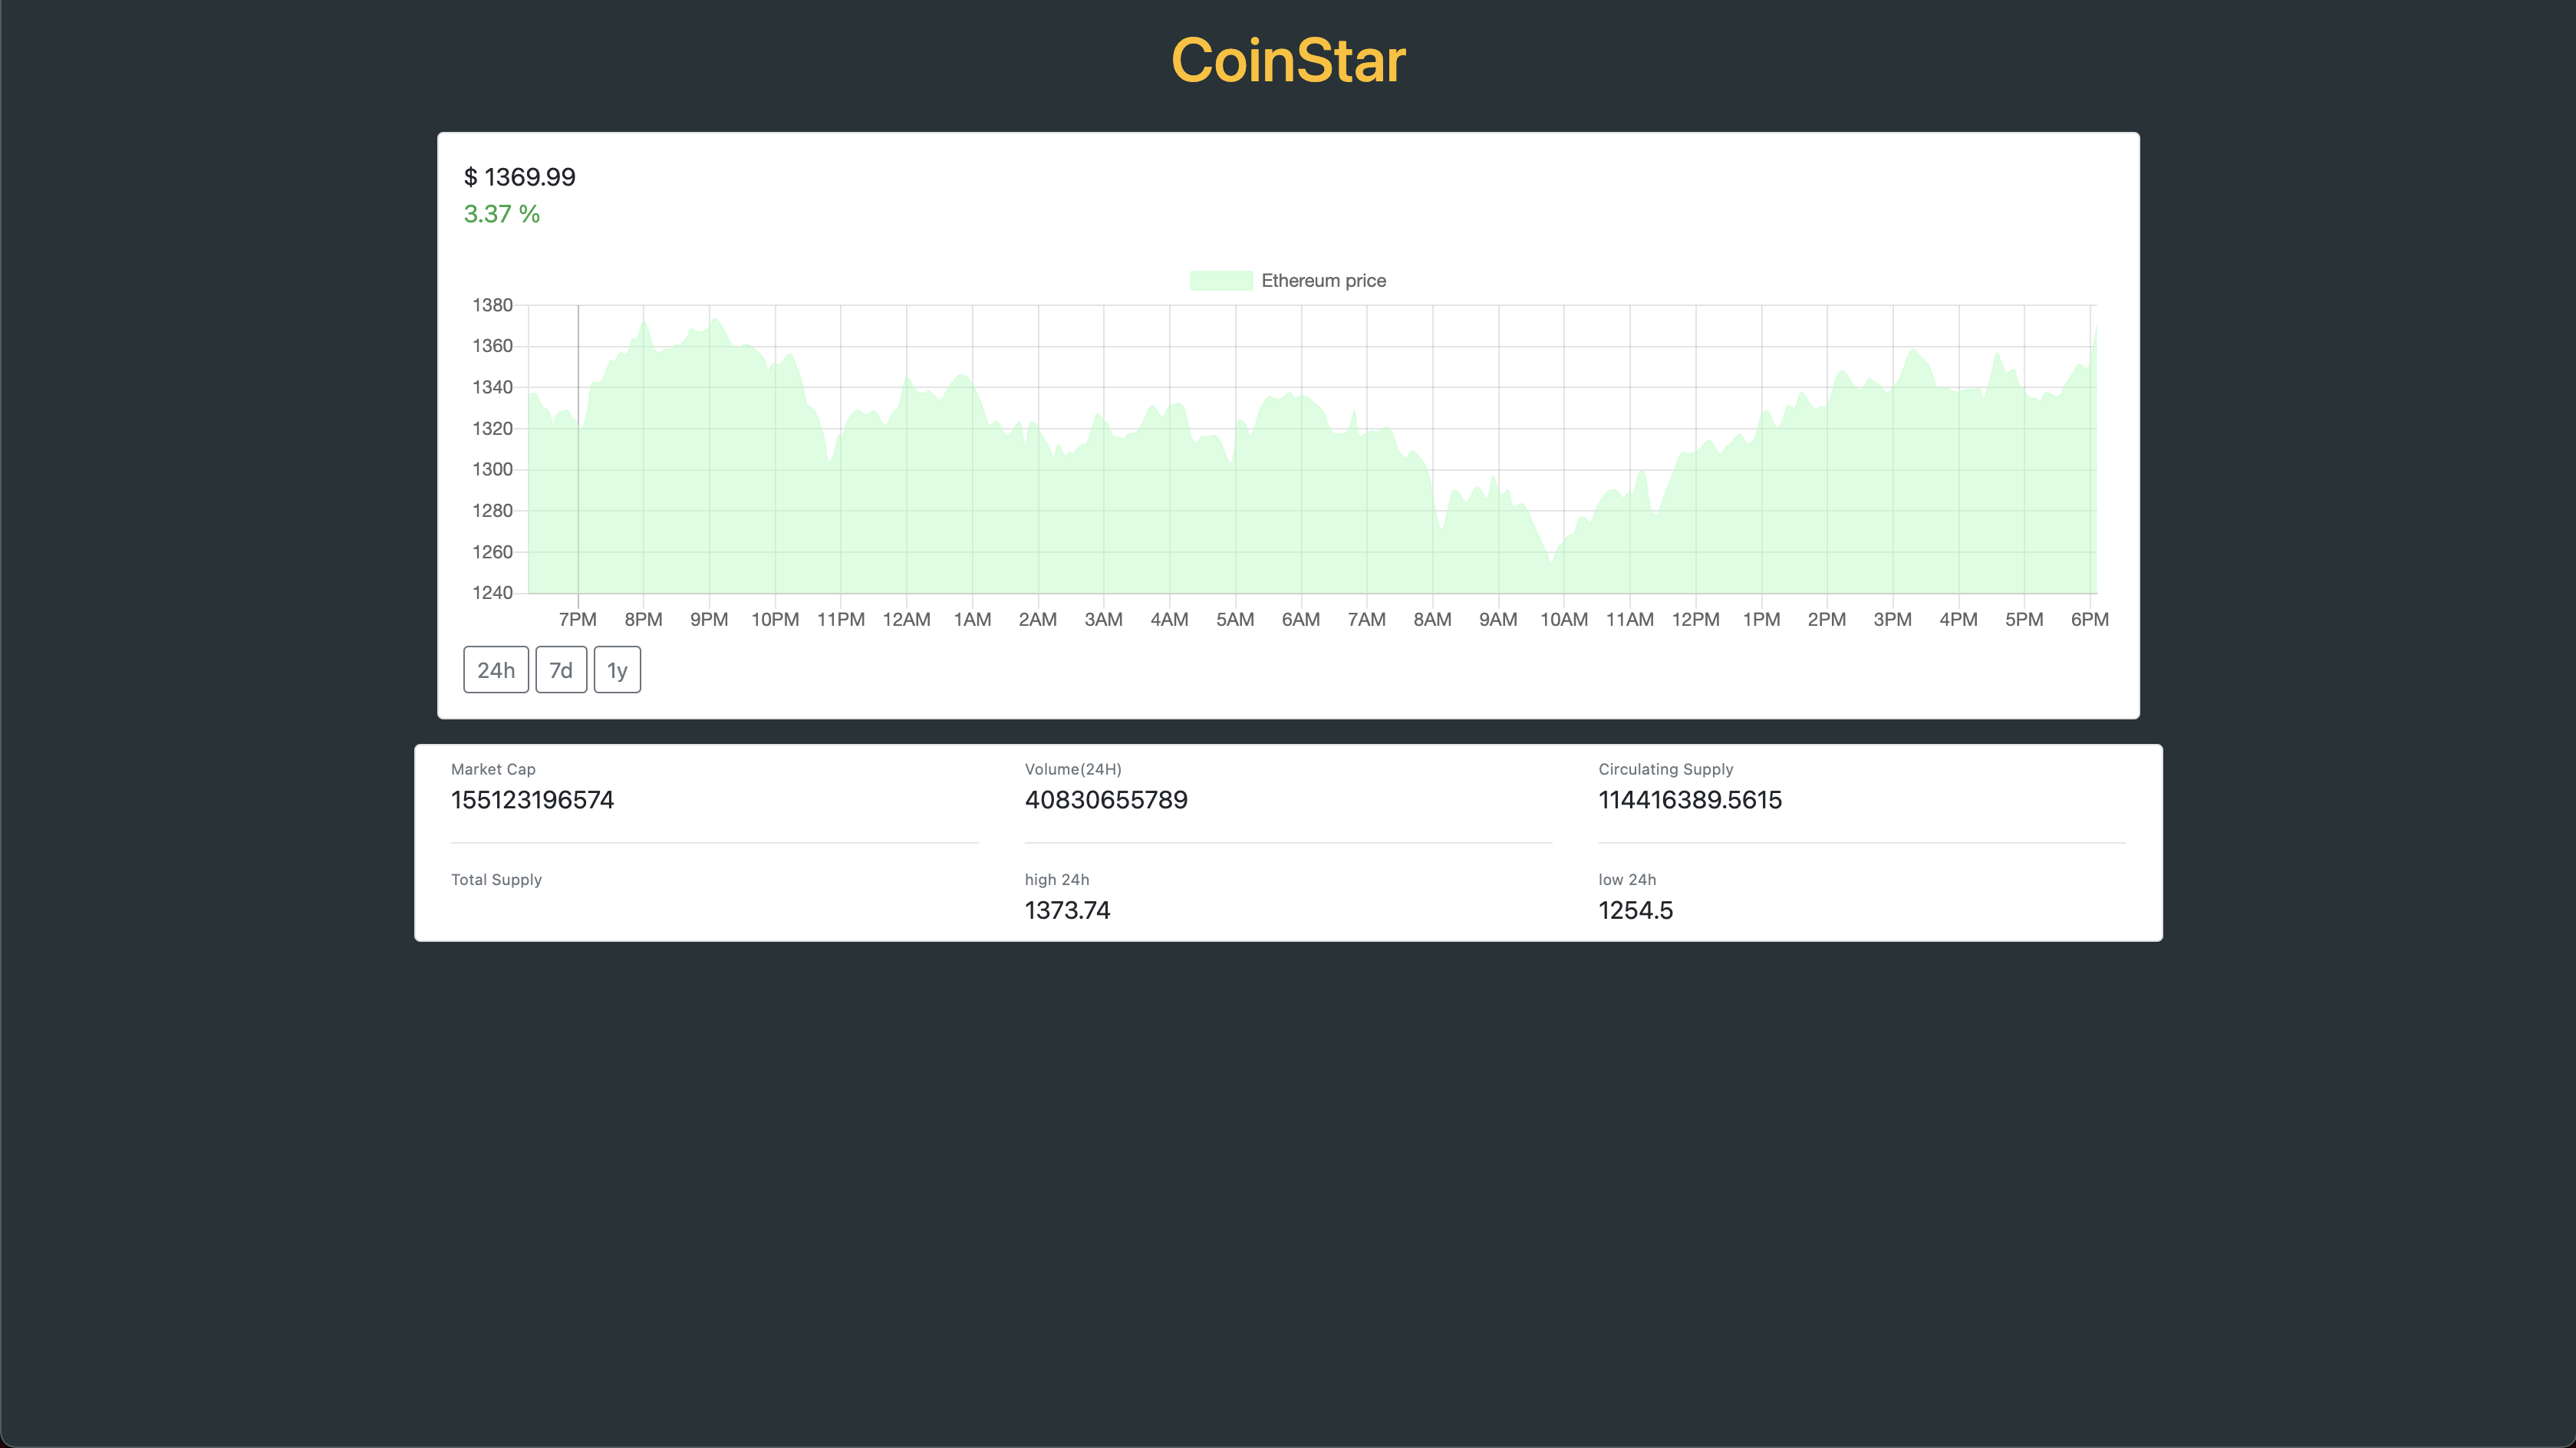 CoinStar
$ 1369.99
3.37 %
Ethereum price
1380
1360
1340
1320
1300
1280
1260
1240
7PM 8PM 9PM 10PM 11PM 12AM 1AM 2AM 3AM 4AM 5AM 6AM 7AM 8AM 9AM 10AM 11AM 12PM 1PM 2PM 3PM 4PM 5PM 6PM
24h 7d 1y
Market Cap Volume(24H) Circulating Supply
155123196574 40830655789 114416389.5615
Total Supply high 24h low 24h
1373.74 1254.5